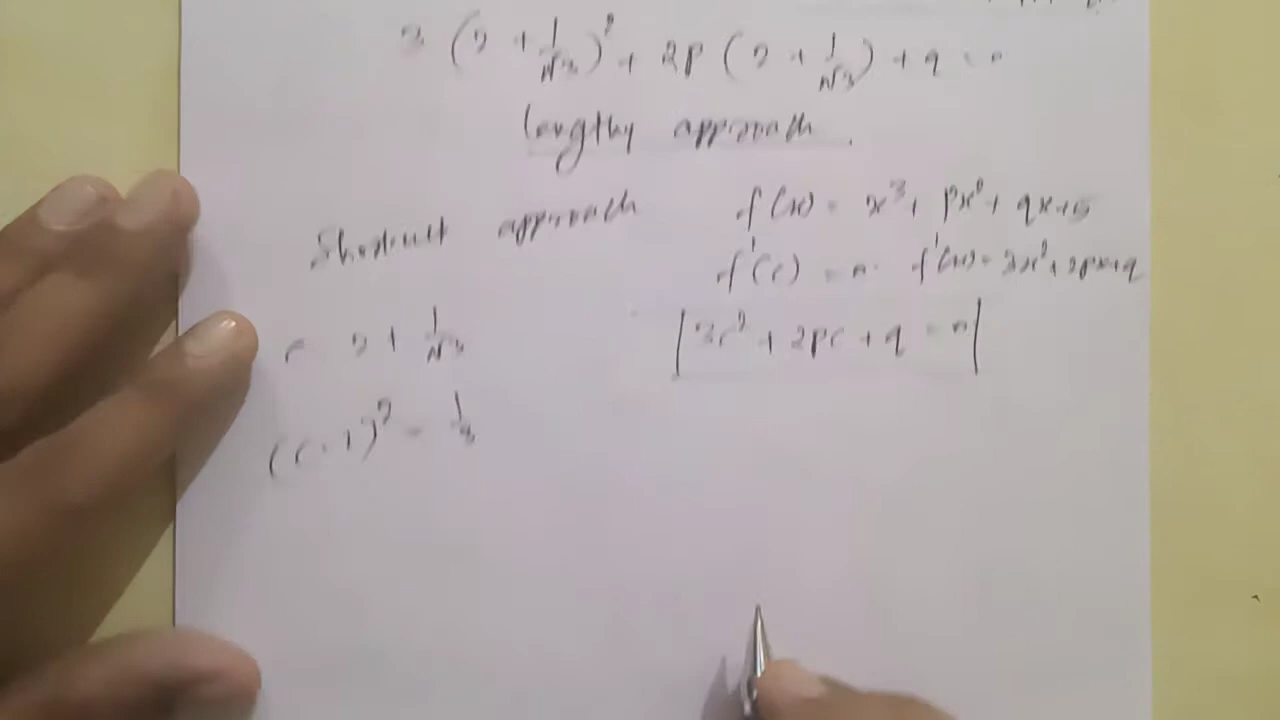 3 (2 + 1/√3)² + 2p (2 + 1/√3) + q = 0
lengthy approach.
Shortcut approach
f(x) = x³ + px² + qx + 5
f'(c) = 0. f'(x) = 3x² + 2px + q
c = 2 + 1/√3
|3c² + 2pc + q = 0|
(c - 2)² = 1/3